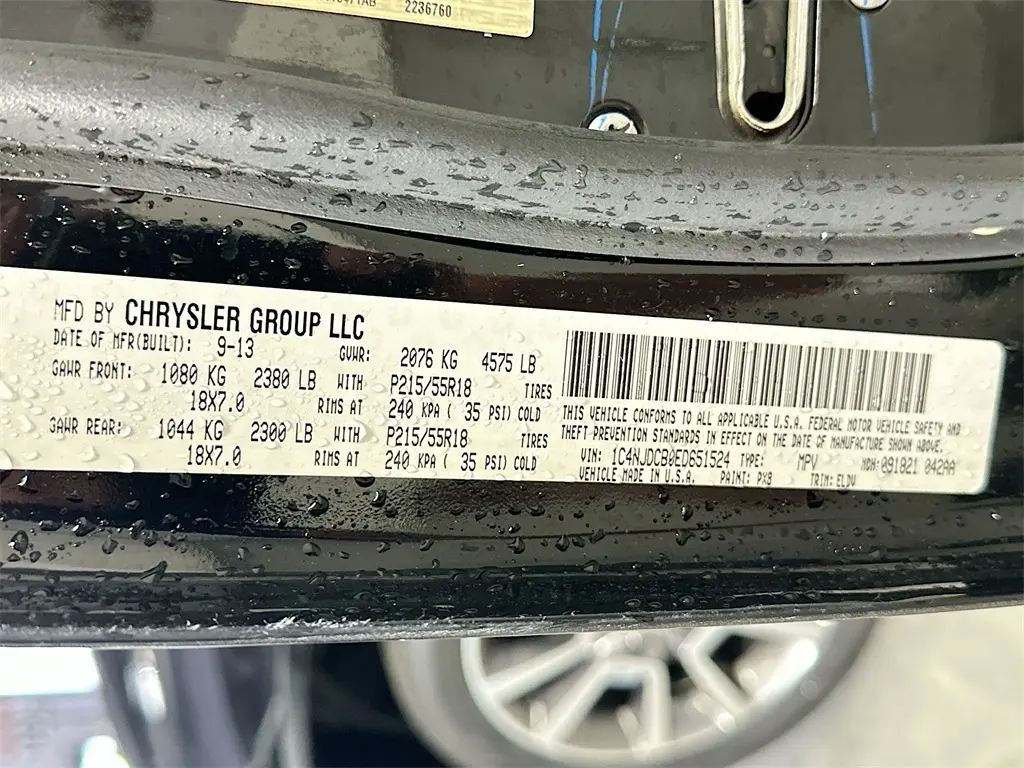 2236760
MFD BY CHRYSLER GROUP LLC
DATE OF MFR(BUILT): 9-13 GVWR: 2076 KG 4575 LB
GAWR FRONT: 1080 KG 2380 LB WITH P215/55R18 TIRES
18X7.0 RIMS AT 240 KPA ( 35 PSI) COLD
GAWR REAR: 1044 KG 2300 LB WITH P215/55R18 TIRES
18X7.0 RIMS AT 240 KPA ( 35 PSI) COLD
THIS VEHICLE CONFORMS TO ALL APPLICABLE U.S.A. FEDERAL MOTOR VEHICLE SAFETY AND
THEFT PREVENTION STANDARDS IN EFFECT ON THE DATE OF MANUFACTURE SHOWN ABOVE.
VIN: 1C4NJDCB0ED651524 TYPE: MPV MDH:091821 042AA
VEHICLE MADE IN U.S.A. PAINT: PX8 TRIM: ELDV